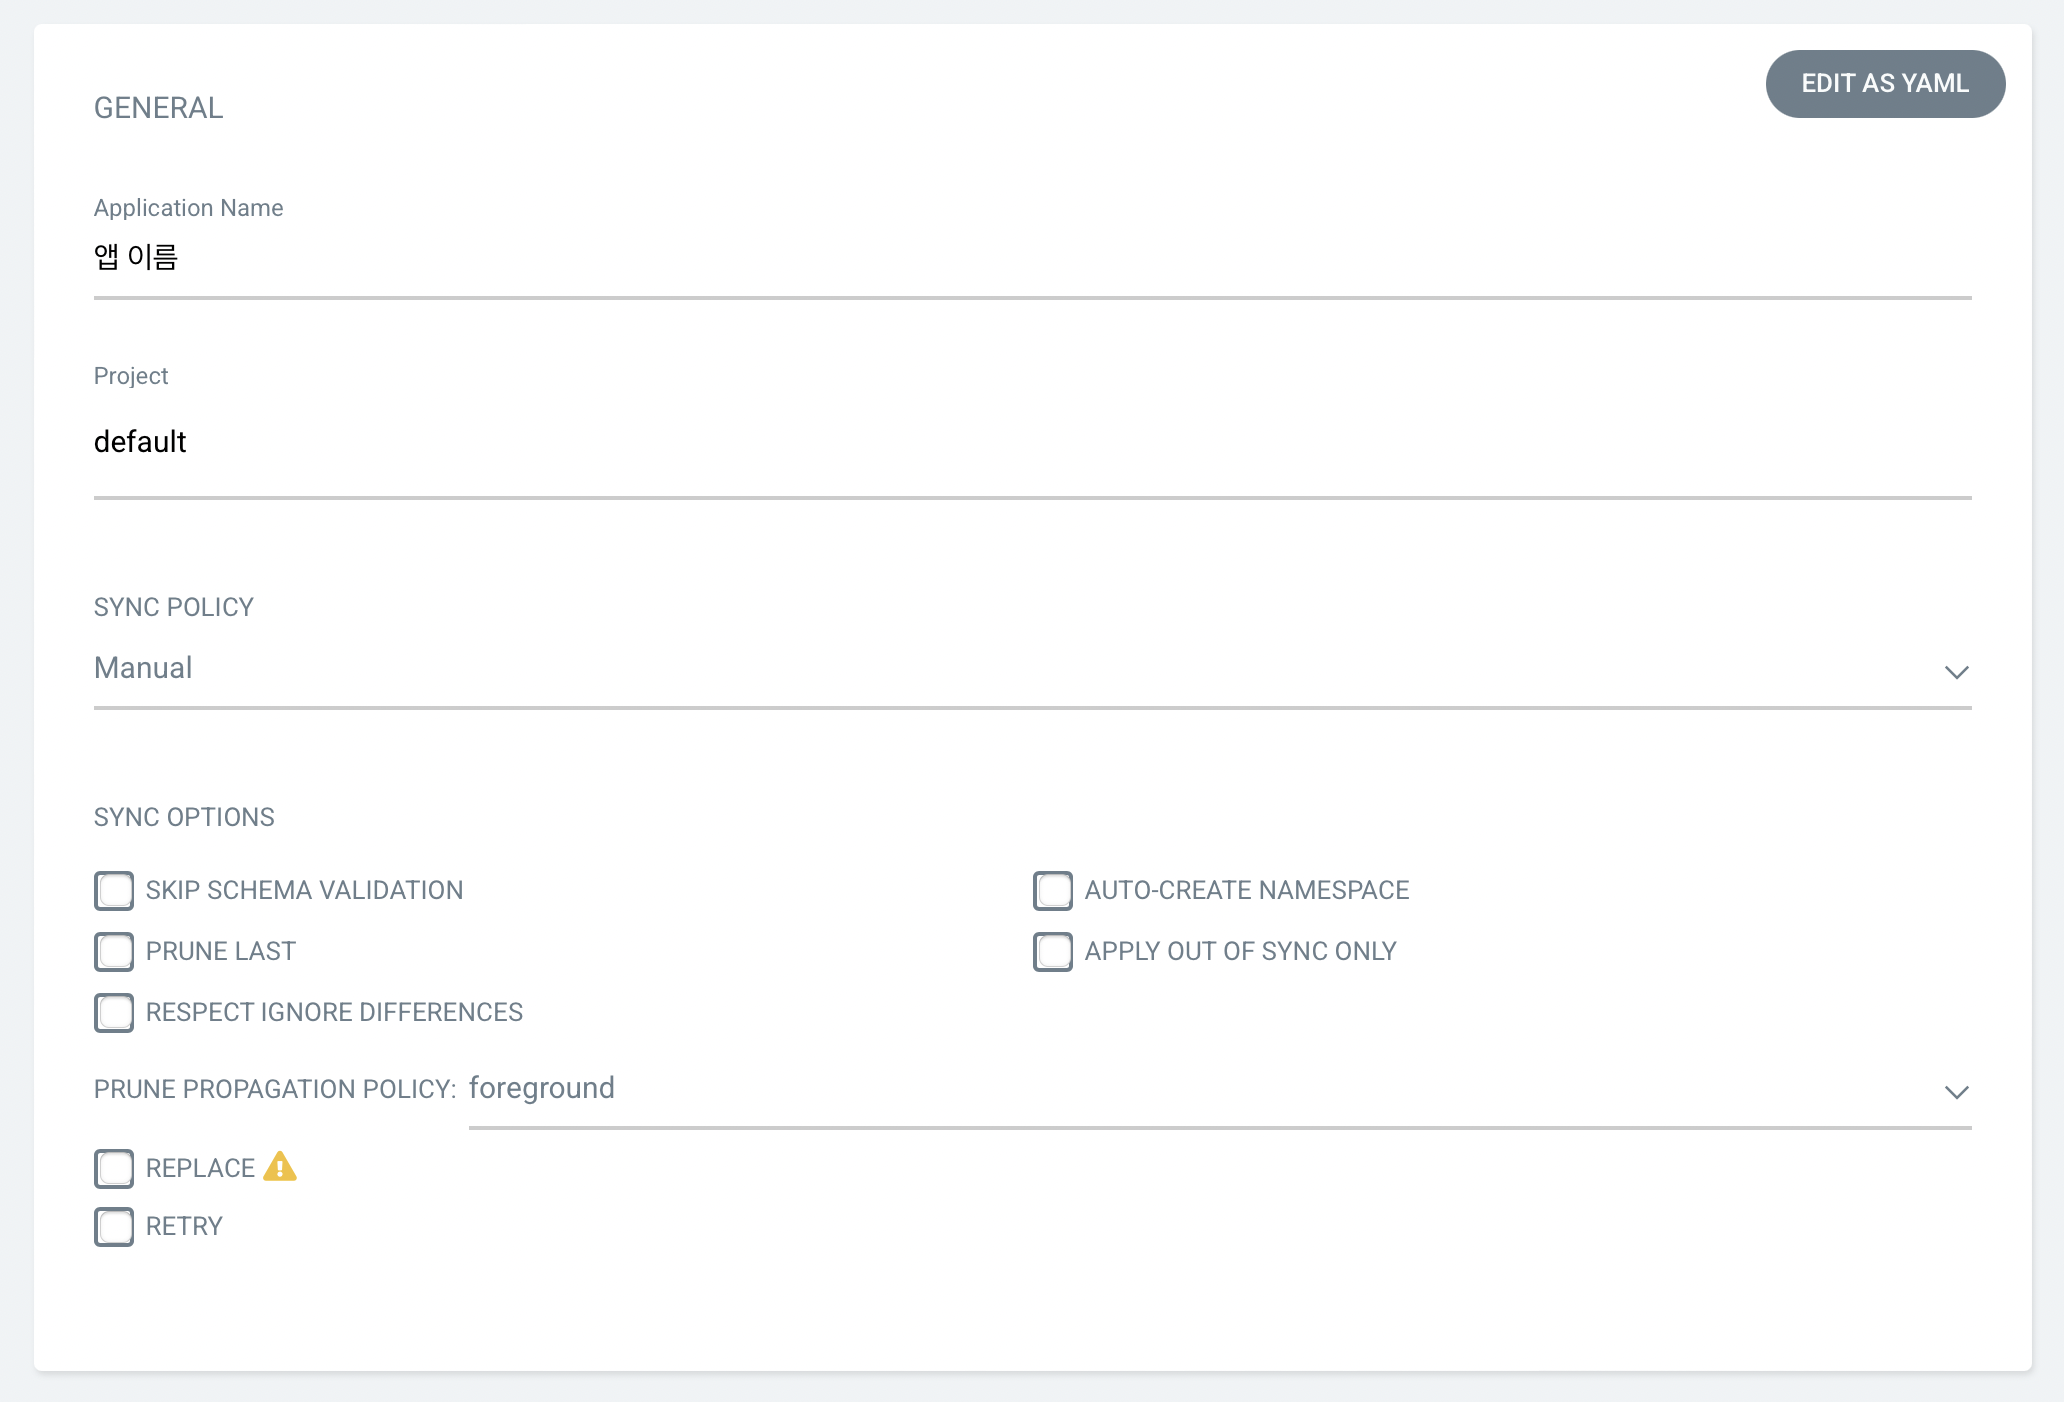 EDIT AS YAML
GENERAL
Application Name
앱 이름
Project
default
SYNC POLICY
Manual
SYNC OPTIONS
SKIP SCHEMA VALIDATION
AUTO-CREATE NAMESPACE
PRUNE LAST
APPLY OUT OF SYNC ONLY
RESPECT IGNORE DIFFERENCES
PRUNE PROPAGATION POLICY: foreground
REPLACE
RETRY